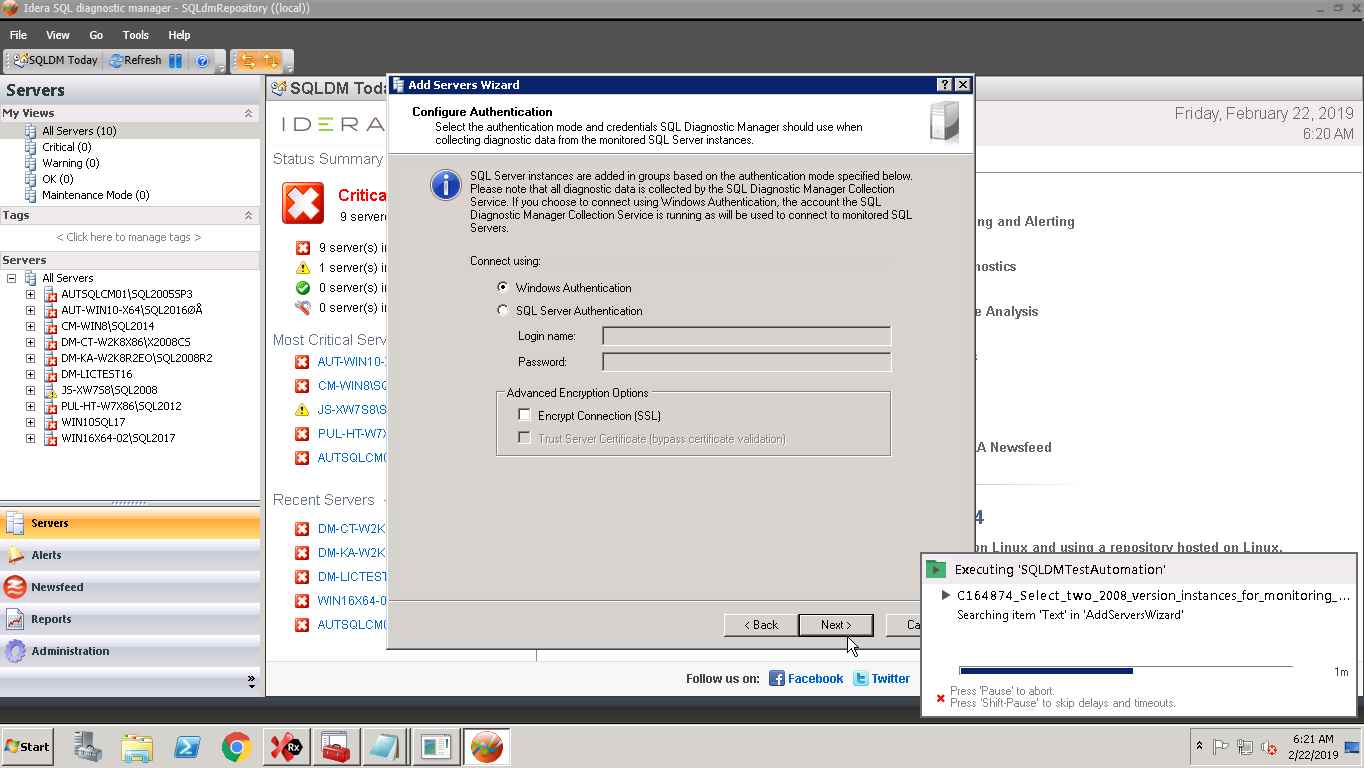 Idera SQL diagnostic manager - SQLdmRepository ((local))
File View Go Tools Help
SQLDM Today Refresh
Servers
My Views
All Servers (10)
Critical (0)
Warning (0)
OK (0)
Maintenance Mode (0)
Tags
< Click here to manage tags >
Servers
All Servers
AUTSQLCM01\SQL2005SP3
AUT-WIN10-X64\SQL2016ØÅ
CM-WIN8\SQL2014
DM-CT-W2K8X86\X2008CS
DM-KA-W2K8R2EO\SQL2008R2
DM-LICTEST16
JS-XW7S8\SQL2008
PUL-HT-W7X86\SQL2012
WIN10SQL17
WIN16X64-02\SQL2017
Servers
Alerts
Newsfeed
Reports
Administration
SQLDM Tod
IDERA
Friday, February 22, 2019
6:20 AM
Status Summary
Critica
9 server
9 server(s) i
1 server(s) i
0 server(s) i
0 server(s) i
Most Critical Serv
AUT-WIN10-
CM-WIN8\SQ
JS-XW7S8\S
PUL-HT-W7X
AUTSQLCM0
Recent Servers
DM-CT-W2K
DM-KA-W2K
DM-LICTEST
WIN16X64-0
AUTSQLCM0
Add Servers Wizard
Configure Authentication
Select the authentication mode and credentials SQL Diagnostic Manager should use when
collecting diagnostic data from the monitored SQL Server instances.
SQL Server instances are added in groups based on the authentication mode specified below.
Please note that all diagnostic data is collected by the SQL Diagnostic Manager Collection
Service. If you choose to connect using Windows Authentication, the account the SQL
Diagnostic Manager Collection Service is running as will be used to connect to monitored SQL
Servers.
Connect using:
Windows Authentication
SQL Server Authentication
Login name:
Password:
Advanced Encryption Options
Encrypt Connection (SSL)
Trust Server Certificate (bypass certificate validation)
< Back Next > Ca
ng and Alerting
nostics
e Analysis
A Newsfeed
4
on Linux and using a repository hosted on Linux.
Follow us on: Facebook Twitter
Executing 'SQLDMTestAutomation'
C164874_Select_two_2008_version_instances_for_monitoring_...
Searching item 'Text' in 'AddServersWizard'
1m
Press 'Pause' to abort.
Press 'Shift-Pause' to skip delays and timeouts.
Start
Rx
6:21 AM
2/22/2019